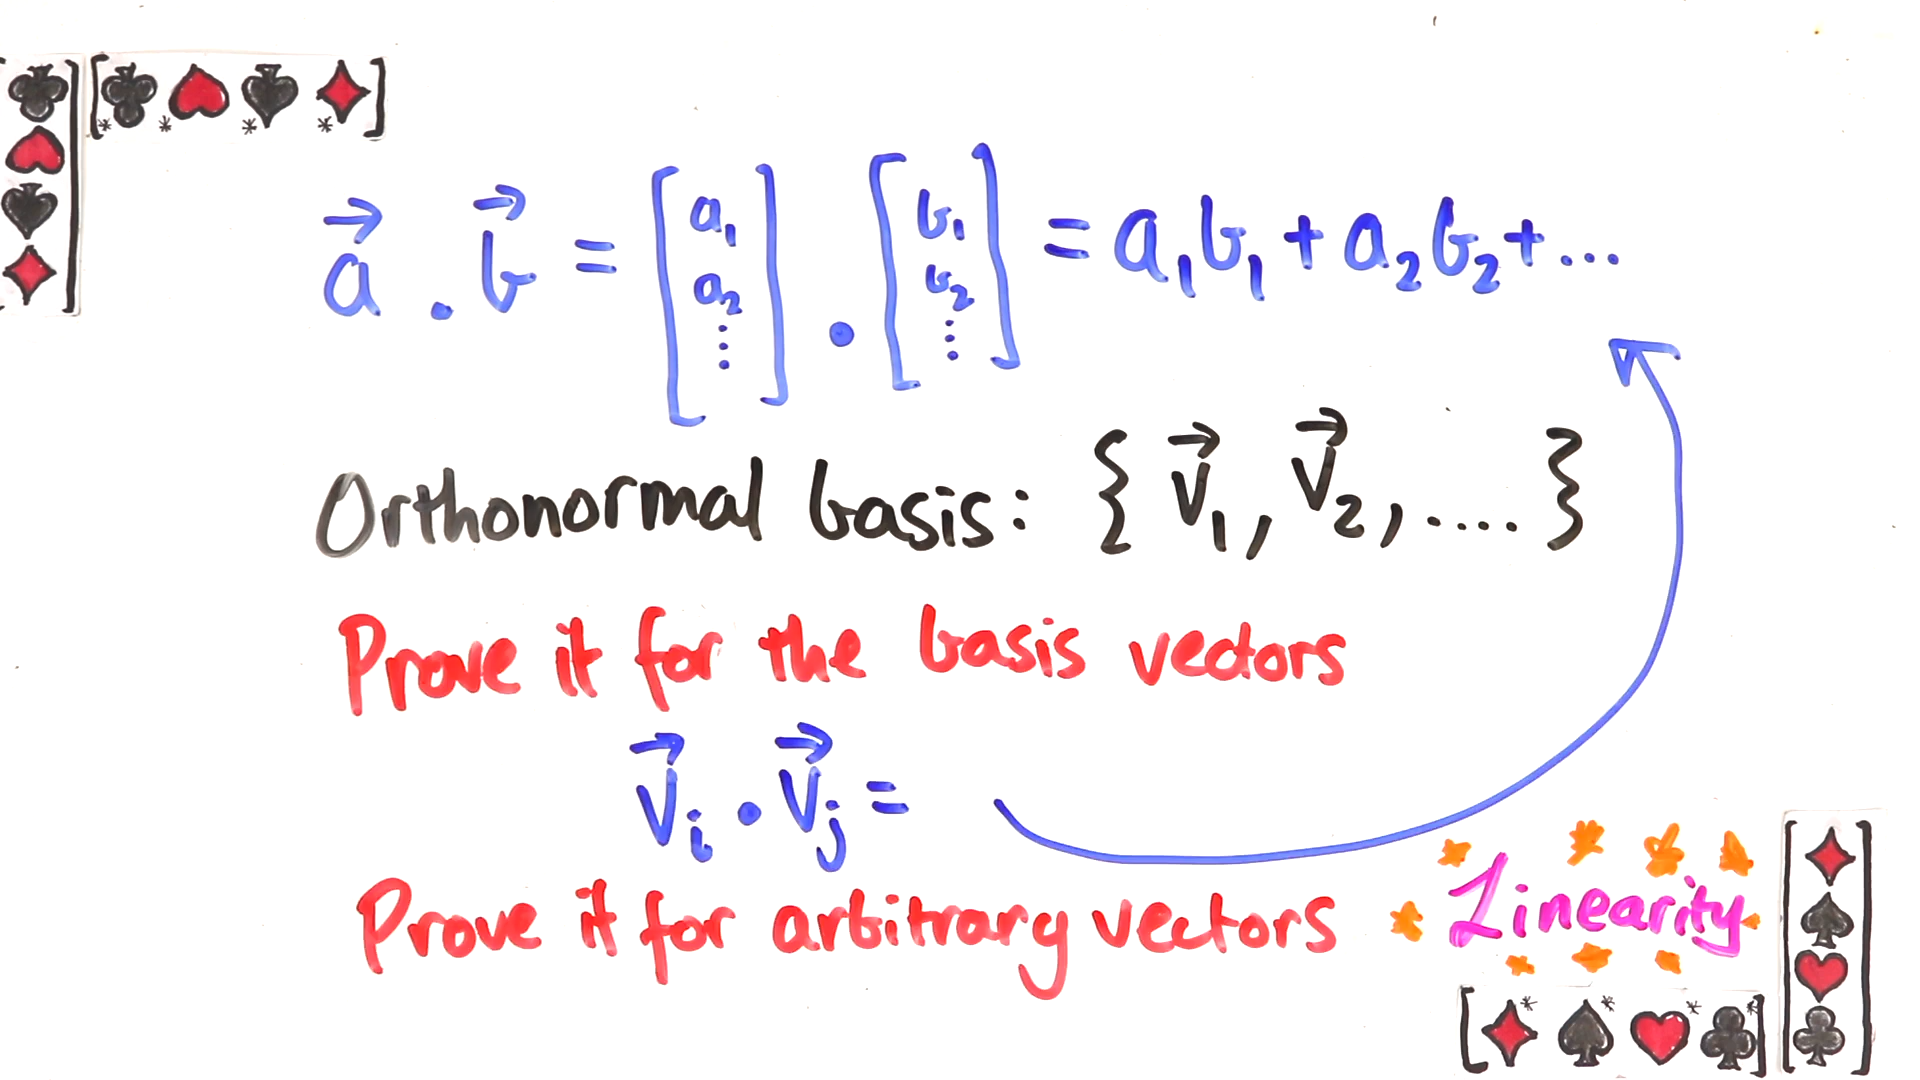 a⃗ . b⃗ = [a₁ a₂ ⋮] • [b₁ b₂ ⋮] = a₁b₁ + a₂b₂ + ...
Orthonormal basis: { v⃗₁, v⃗₂, .... }
Prove it for the basis vectors
v⃗ᵢ • v⃗ⱼ =
Prove it for arbitrary vectors
Linearity